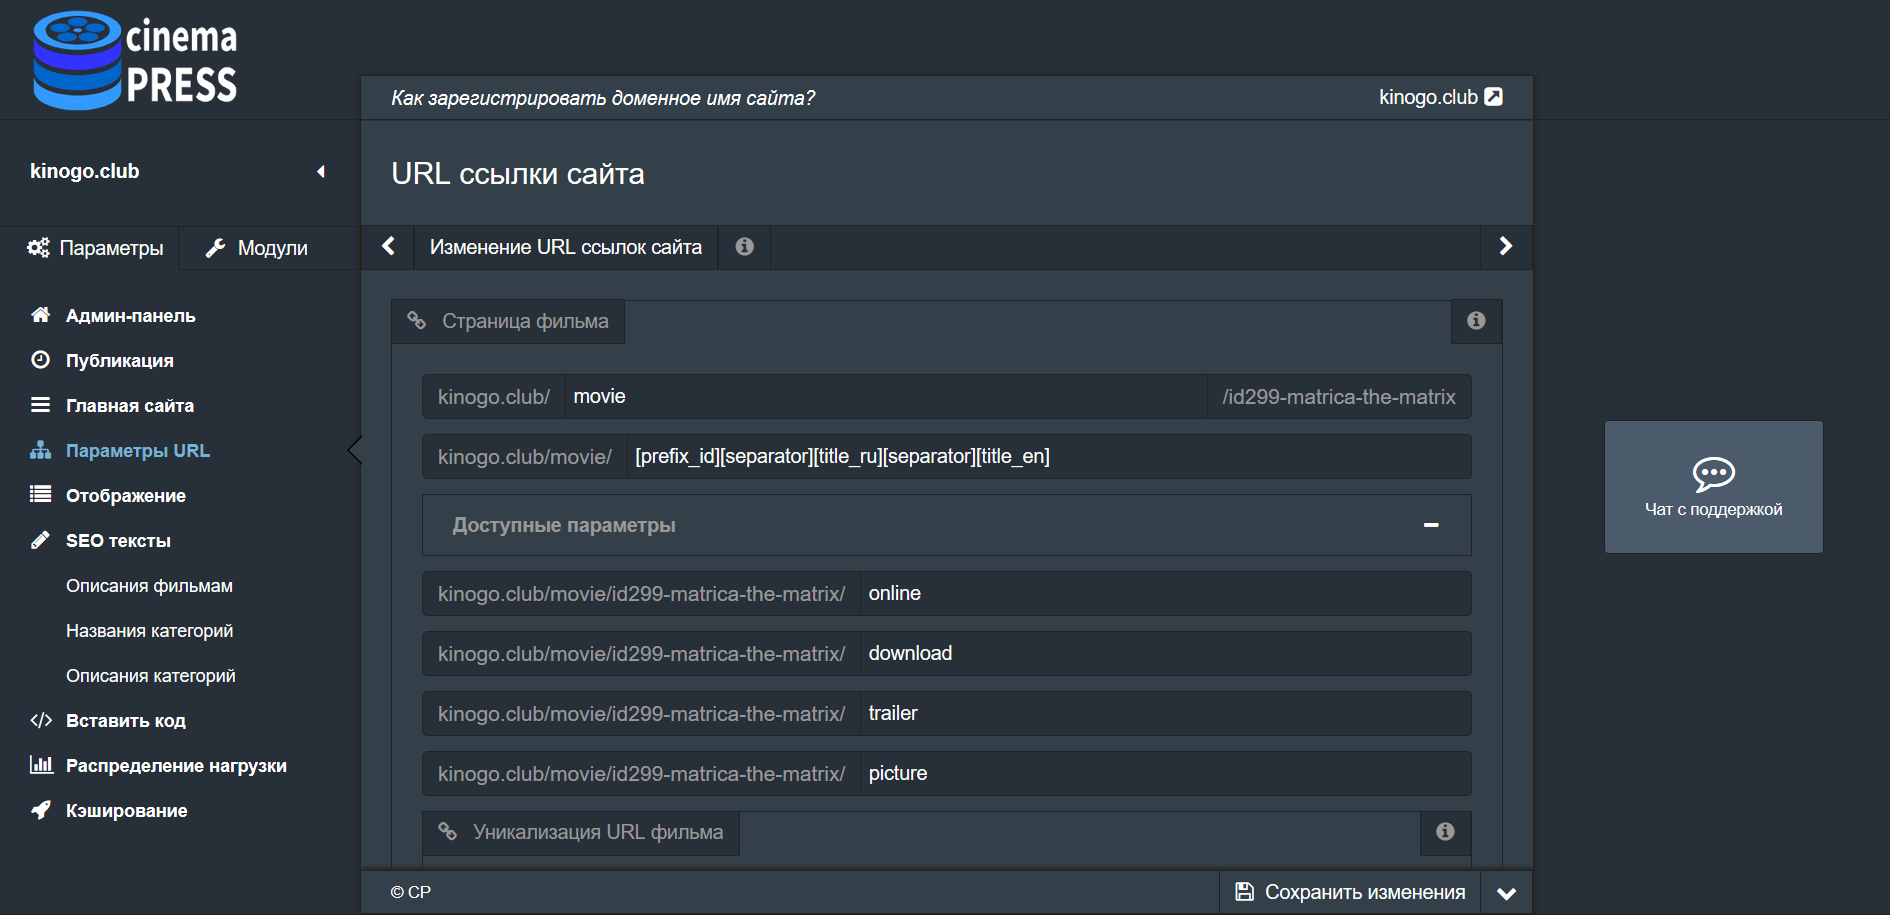 cinema
PRESS
Как зарегистрировать доменное имя сайта?
kinogo.club
kinogo.club
URL ссылки сайта
Параметры
Модули
Изменение URL ссылок сайта
Админ-панель
Публикация
Главная сайта
Параметры URL
Отображение
SEO тексты
Описания фильмам
Названия категорий
Описания категорий
Вставить код
Распределение нагрузки
Кэширование
Страница фильма
kinogo.club/ movie /id299-matrica-the-matrix
kinogo.club/movie/ [prefix_id][separator][title_ru][separator][title_en]
Доступные параметры
kinogo.club/movie/id299-matrica-the-matrix/ online
kinogo.club/movie/id299-matrica-the-matrix/ download
kinogo.club/movie/id299-matrica-the-matrix/ trailer
kinogo.club/movie/id299-matrica-the-matrix/ picture
Уникализация URL фильма
Чат с поддержкой
© CP
Сохранить изменения